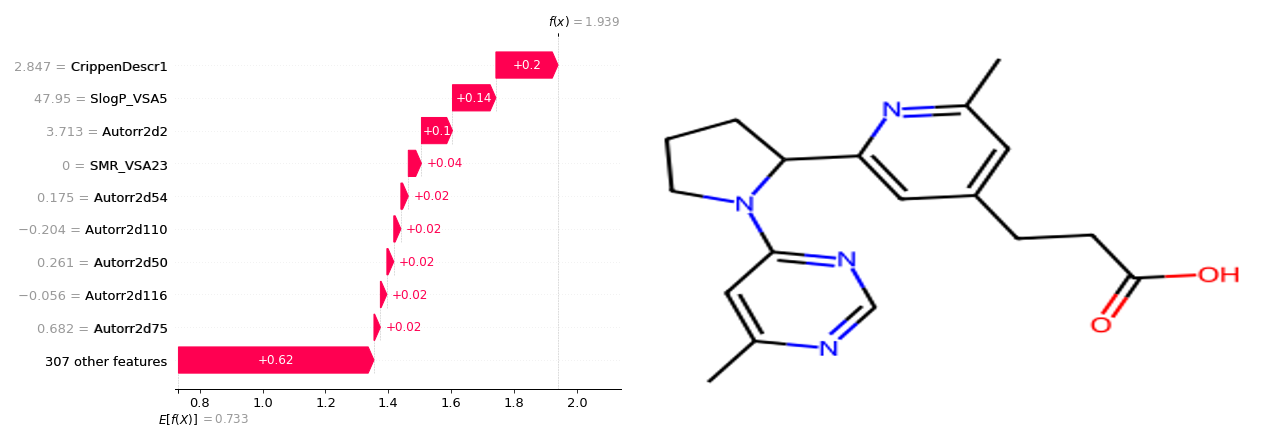 f(x) = 1.939
2.847 = CrippenDescr1 +0.2
47.95 = SlogP_VSA5 +0.14
3.713 = Autorr2d2 +0.1
0 = SMR_VSA23 +0.04
0.175 = Autorr2d54 +0.02
−0.204 = Autorr2d110 +0.02
0.261 = Autorr2d50 +0.02
−0.056 = Autorr2d116 +0.02
0.682 = Autorr2d75 +0.02
307 other features +0.62
0.8 1.0 1.2 1.4 1.6 1.8 2.0
E[f(X)] = 0.733
N
N
N
N
OH
O